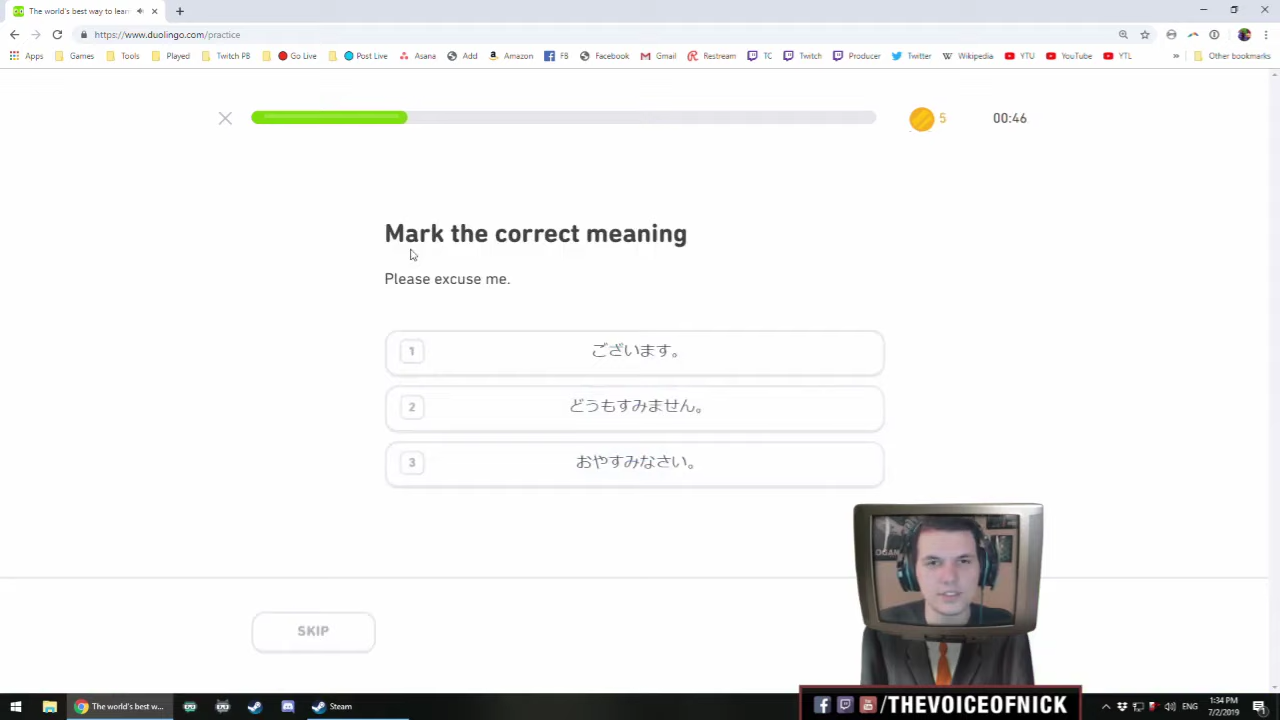 The world's best way to lear
https://www.duolingo.com/practice
Apps Games Tools Played Twitch PB Go Live Post Live Asana Add Amazon FB Facebook Gmail Restream TC Twitch Producer Twitter Wikipedia YTU YouTube YTL » Other bookmarks
5 00:46
Mark the correct meaning
Please excuse me.
1 ございます。
2 どうもすみません。
3 おやすみなさい。
SKIP
/THEVOICEOFNICK
The world's best w... Steam ENG 1:34 PM
7/2/2019